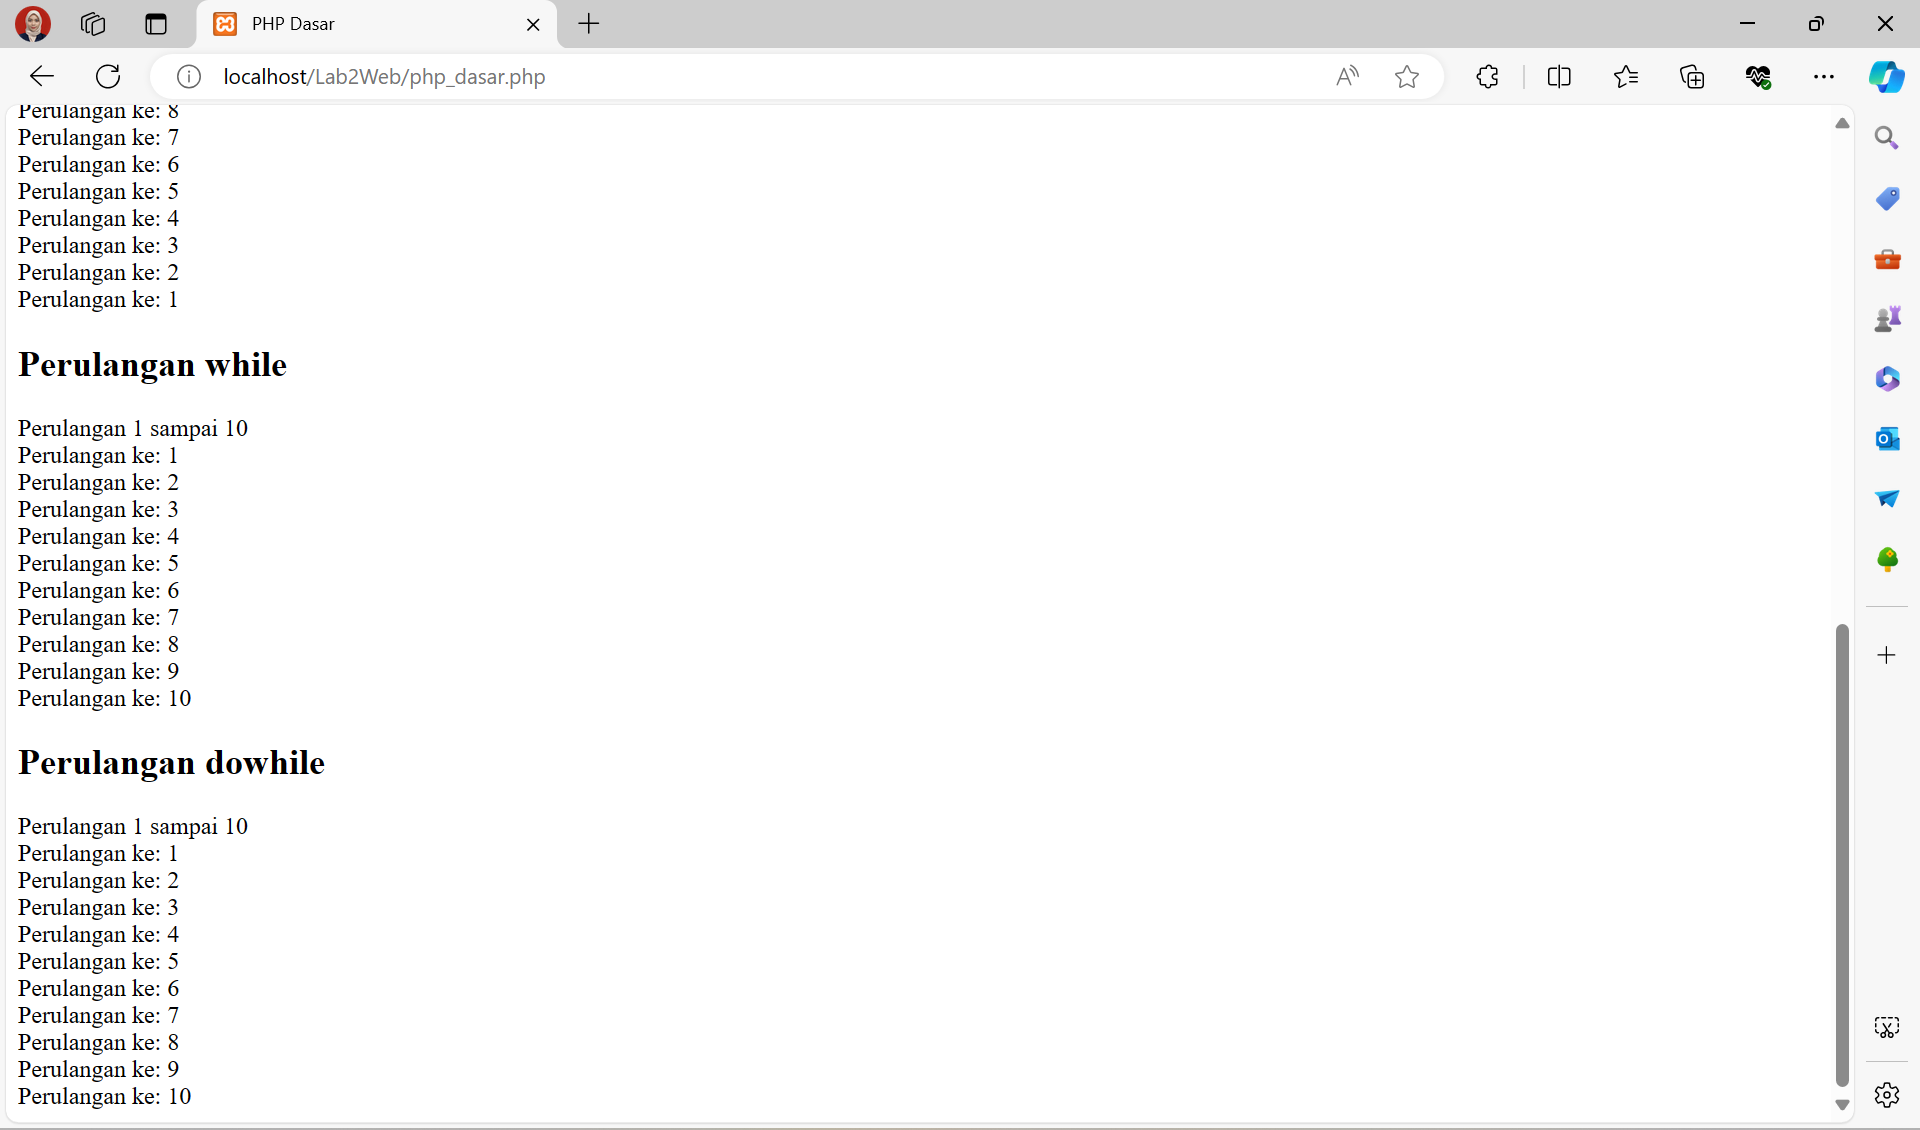 PHP Dasar
localhost/Lab2Web/php_dasar.php
Perulangan ke: 8
Perulangan ke: 7
Perulangan ke: 6
Perulangan ke: 5
Perulangan ke: 4
Perulangan ke: 3
Perulangan ke: 2
Perulangan ke: 1
Perulangan while
Perulangan 1 sampai 10
Perulangan ke: 1
Perulangan ke: 2
Perulangan ke: 3
Perulangan ke: 4
Perulangan ke: 5
Perulangan ke: 6
Perulangan ke: 7
Perulangan ke: 8
Perulangan ke: 9
Perulangan ke: 10
Perulangan dowhile
Perulangan 1 sampai 10
Perulangan ke: 1
Perulangan ke: 2
Perulangan ke: 3
Perulangan ke: 4
Perulangan ke: 5
Perulangan ke: 6
Perulangan ke: 7
Perulangan ke: 8
Perulangan ke: 9
Perulangan ke: 10